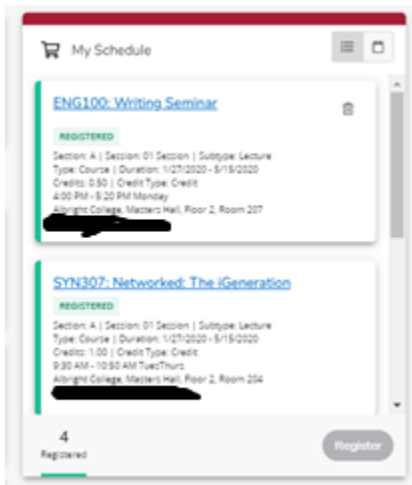 My Schedule
ENG100: Writing Seminar
REGISTERED
Section: A | Session: 01 Session | Subtype: Lecture
Type: Course | Duration: 1/27/2020 - 5/15/2020
Credits: 0.50 | Credit Type: Credit
4:00 PM - 5:20 PM Monday
Albright College, Masters Hall, Floor 2, Room 207
SYN307: Networked: The iGeneration
REGISTERED
Section: A | Session: 01 Session | Subtype: Lecture
Type: Course | Duration: 1/27/2020 - 5/15/2020
Credits: 1.00 | Credit Type: Credit
9:30 AM - 10:50 AM TuesThurs
Albright College, Masters Hall, Floor 2, Room 204
4
Registered
Register